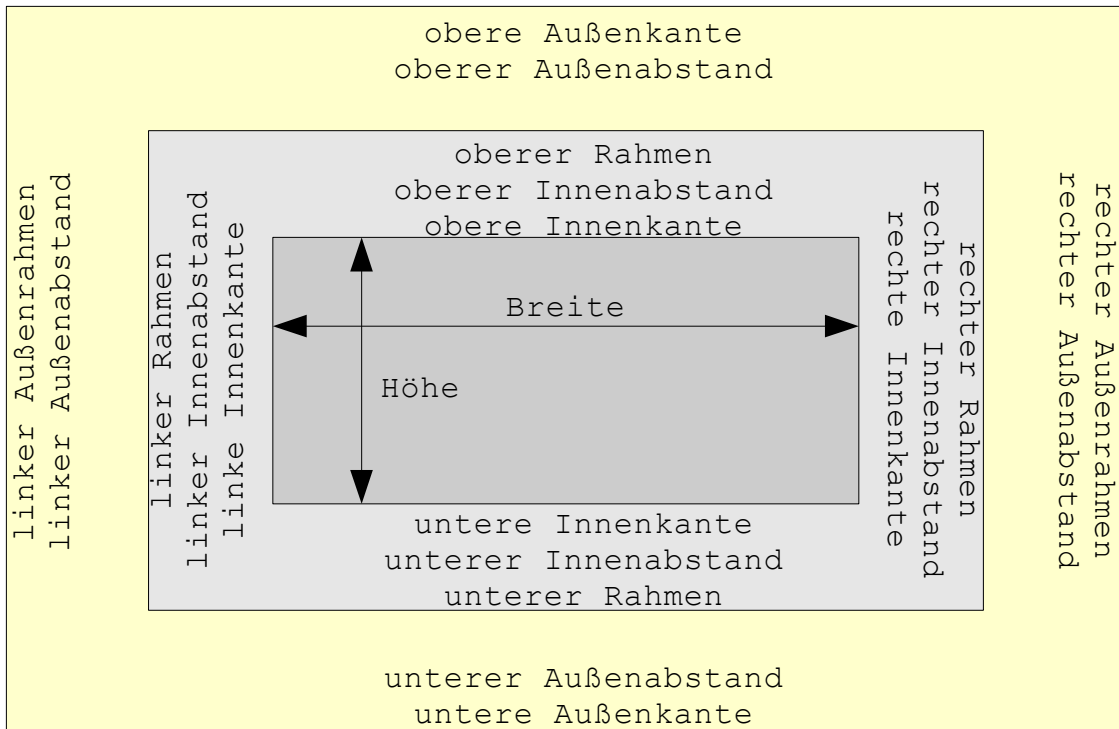 obere Außenkante
oberer Außenabstand
oberer Rahmen
oberer Innenabstand
obere Innenkante
linker Außenrahmen
linker Außenabstand
linker Rahmen
linker Innenabstand
linke Innenkante
Breite
Höhe
rechte Innenkante
rechter Innenabstand
rechter Rahmen
rechter Außenabstand
rechter Außenrahmen
untere Innenkante
unterer Innenabstand
unterer Rahmen
unterer Außenabstand
untere Außenkante